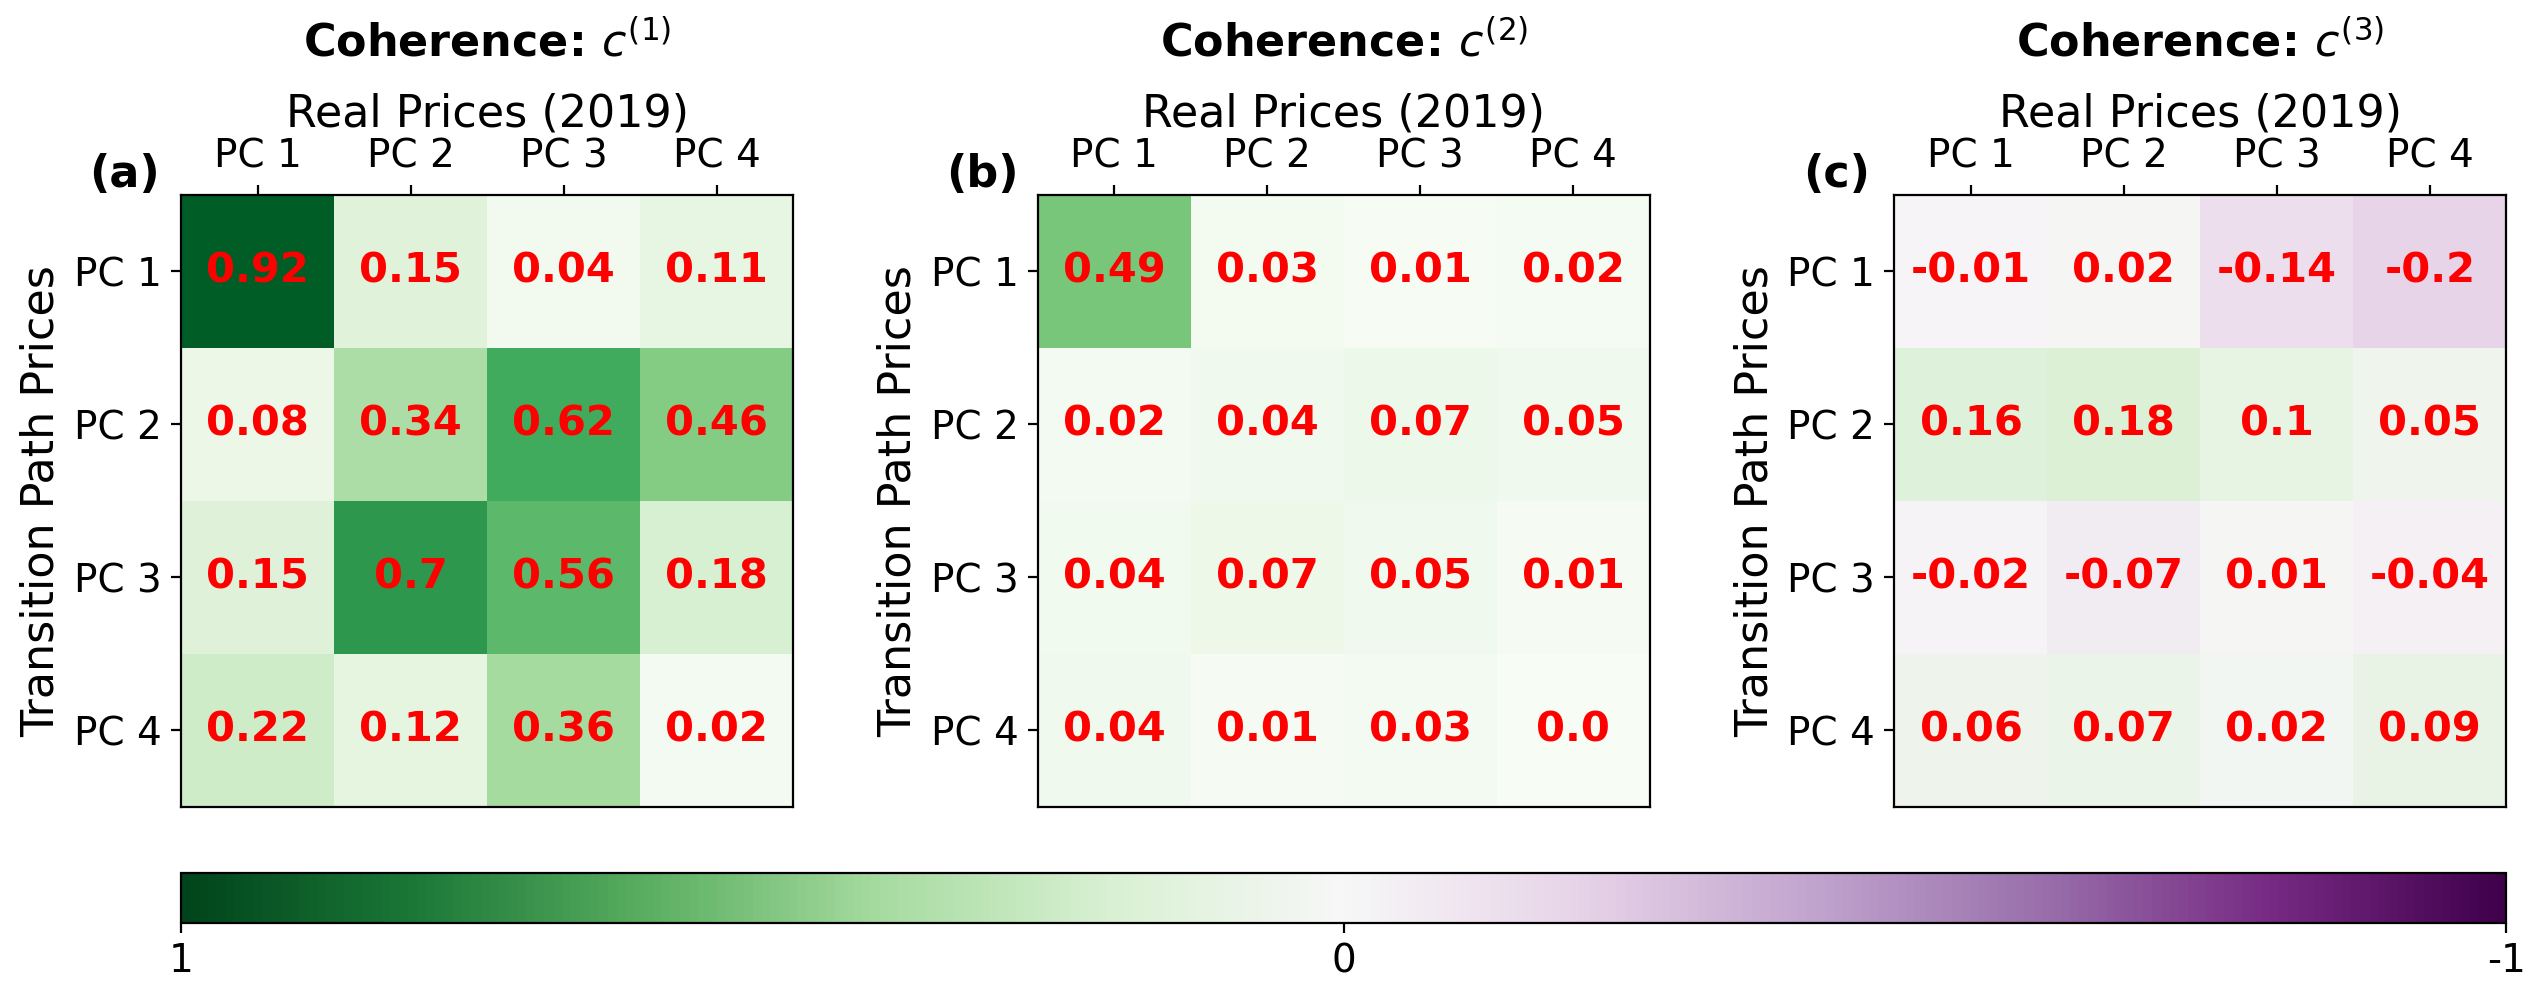 Coherence: c(1)
Real Prices (2019)
(a) PC 1 PC 2 PC 3 PC 4
Transition Path Prices
PC 1 0.92 0.15 0.04 0.11
PC 2 0.08 0.34 0.62 0.46
PC 3 0.15 0.7 0.56 0.18
PC 4 0.22 0.12 0.36 0.02
Coherence: c(2)
Real Prices (2019)
(b) PC 1 PC 2 PC 3 PC 4
Transition Path Prices
PC 1 0.49 0.03 0.01 0.02
PC 2 0.02 0.04 0.07 0.05
PC 3 0.04 0.07 0.05 0.01
PC 4 0.04 0.01 0.03 0.0
Coherence: c(3)
Real Prices (2019)
(c) PC 1 PC 2 PC 3 PC 4
Transition Path Prices
PC 1 -0.01 0.02 -0.14 -0.2
PC 2 0.16 0.18 0.1 0.05
PC 3 -0.02 -0.07 0.01 -0.04
PC 4 0.06 0.07 0.02 0.09
1 0 -1